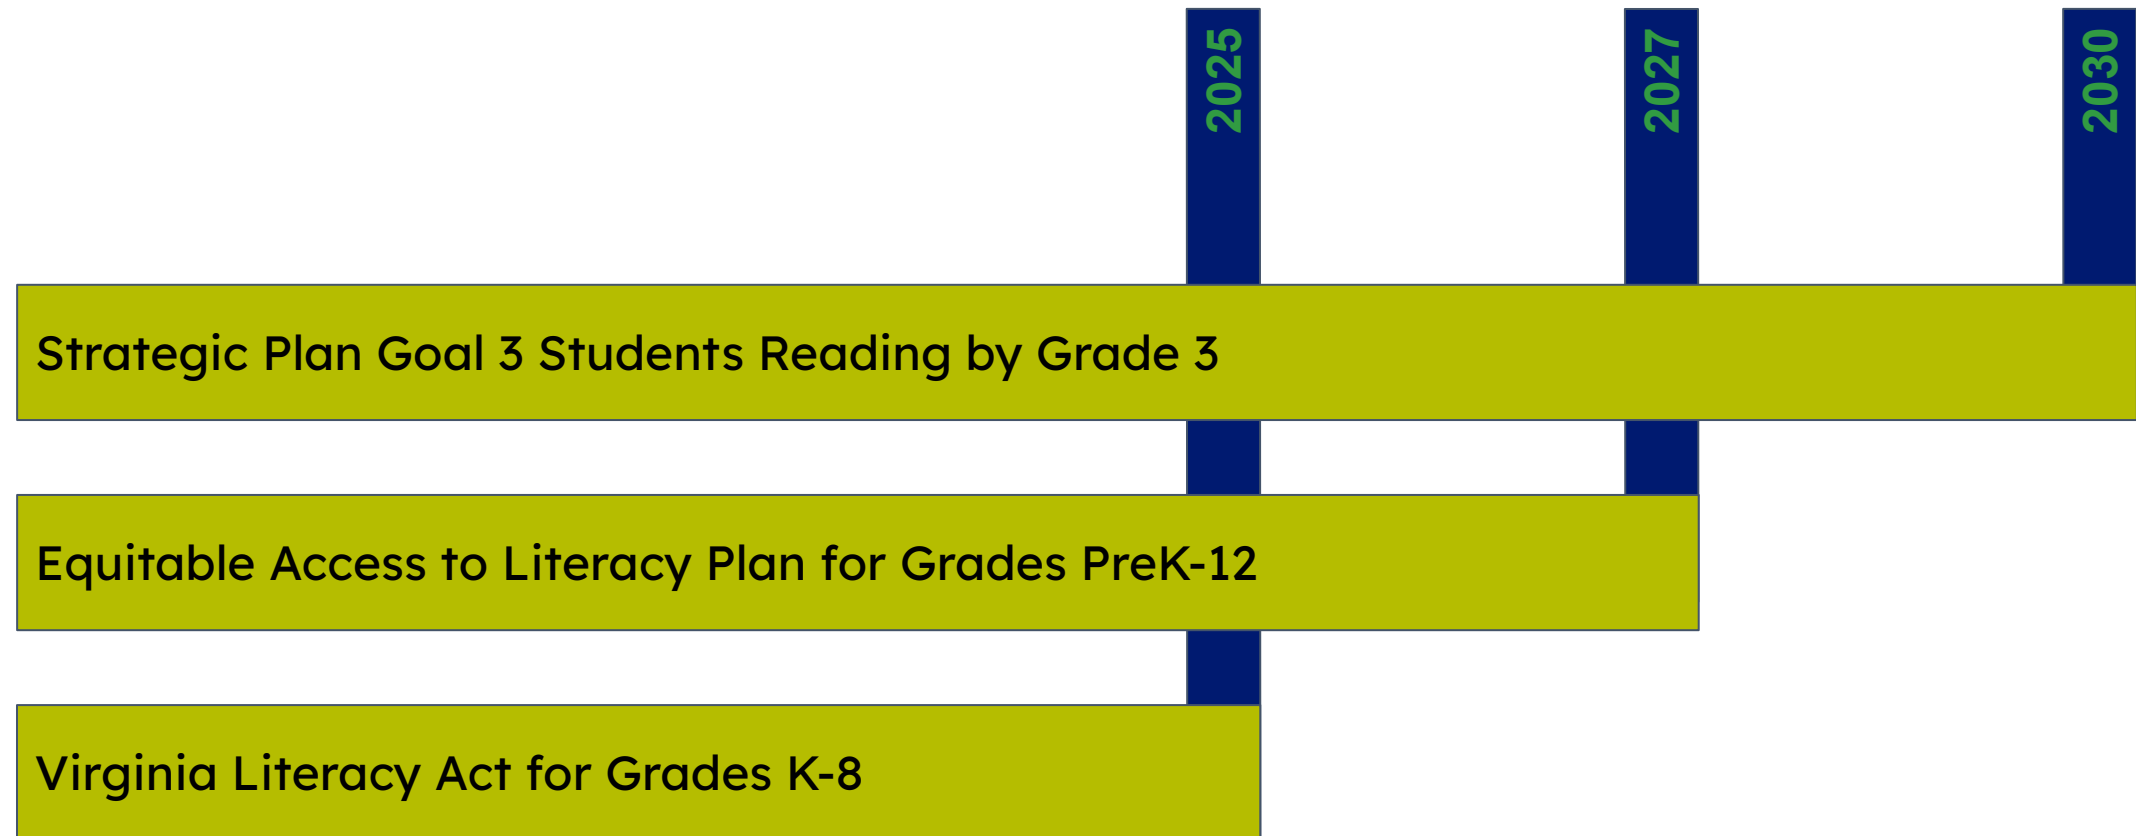 2025
2027
2030
Strategic Plan Goal 3 Students Reading by Grade 3
Equitable Access to Literacy Plan for Grades PreK-12
Virginia Literacy Act for Grades K-8